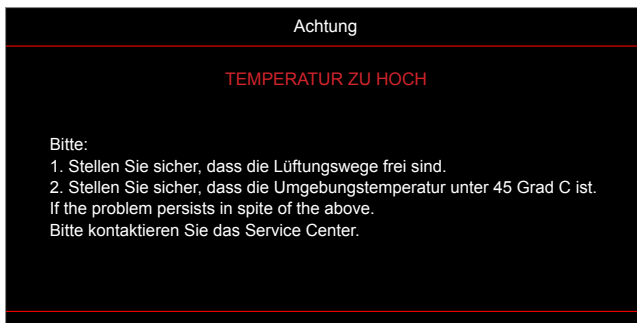 Achtung
TEMPERATUR ZU HOCH
Bitte:
1. Stellen Sie sicher, dass die Lüftungswege frei sind.
2. Stellen Sie sicher, dass die Umgebungstemperatur unter 45 Grad C ist.
If the problem persists in spite of the above.
Bitte kontaktieren Sie das Service Center.